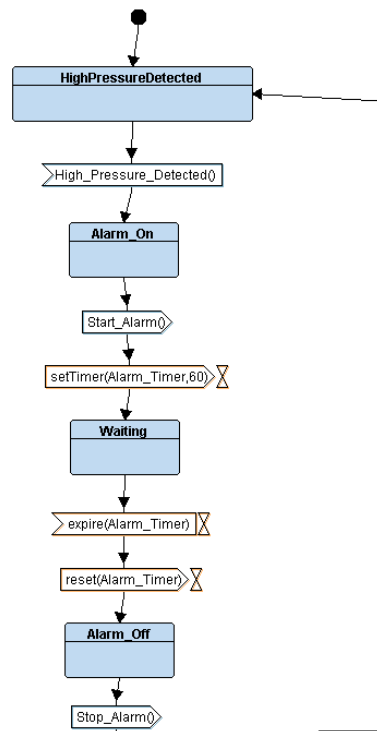 HighPressureDetected
High_Pressure_Detected()
Alarm_On
Start_Alarm()
setTimer(Alarm_Timer,60)
Waiting
expire(Alarm_Timer)
reset(Alarm_Timer)
Alarm_Off
Stop_Alarm()